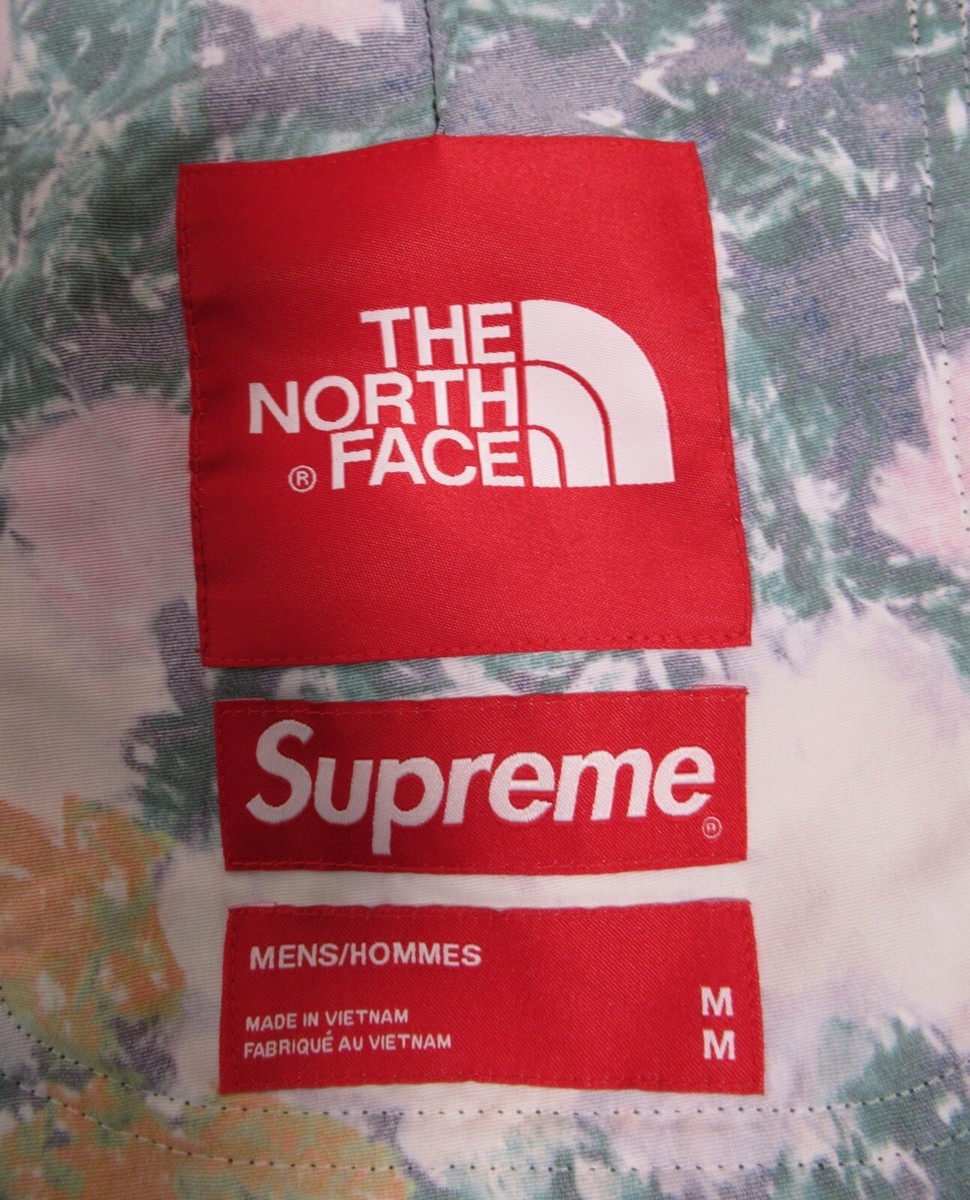 THE
NORTH
FACE
®
Supreme
®
MENS/HOMMES
MADE IN VIETNAM
FABRIQUÉ AU VIETNAM
M
M